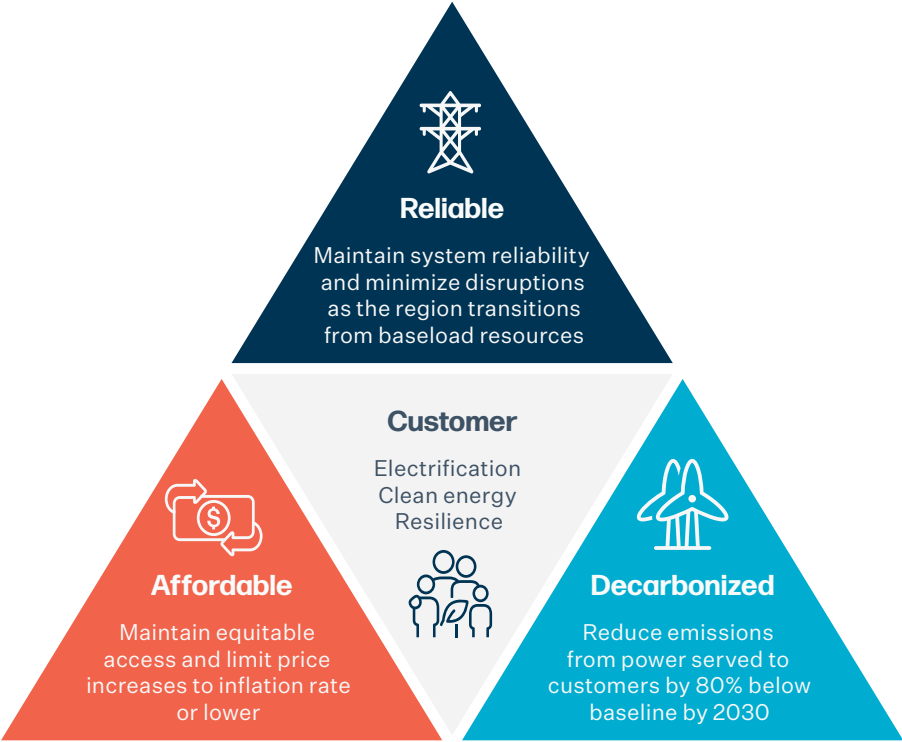 Reliable
Maintain system reliability
and minimize disruptions
as the region transitions
from baseload resources
Customer
Electrification
Clean energy
Resilience
$
Affordable
Maintain equitable
access and limit price
increases to inflation rate
or lower
Decarbonized
Reduce emissions
from power served to
customers by 80% below
baseline by 2030